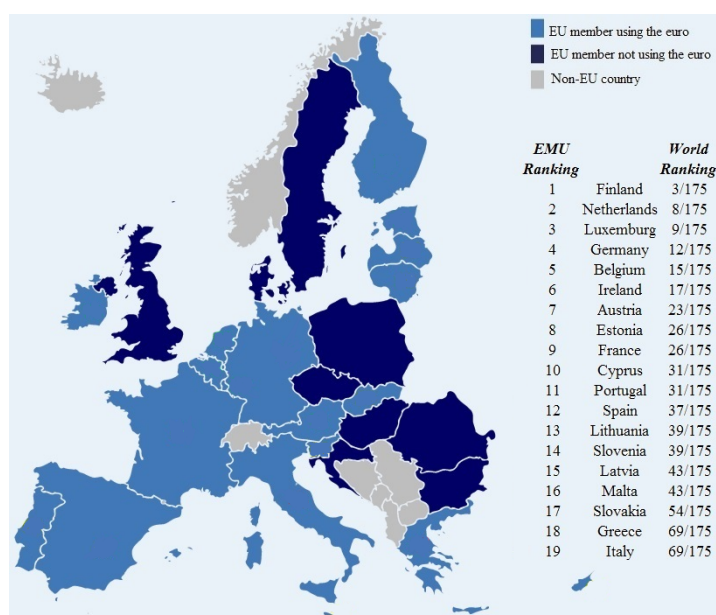 EU member using the euro
EU member not using the euro
Non-EU country
EMU World
Ranking Ranking
1 Finland 3/175
2 Netherlands 8/175
3 Luxemburg 9/175
4 Germany 12/175
5 Belgium 15/175
6 Ireland 17/175
7 Austria 23/175
8 Estonia 26/175
9 France 26/175
10 Cyprus 31/175
11 Portugal 31/175
12 Spain 37/175
13 Lithuania 39/175
14 Slovenia 39/175
15 Latvia 43/175
16 Malta 43/175
17 Slovakia 54/175
18 Greece 69/175
19 Italy 69/175